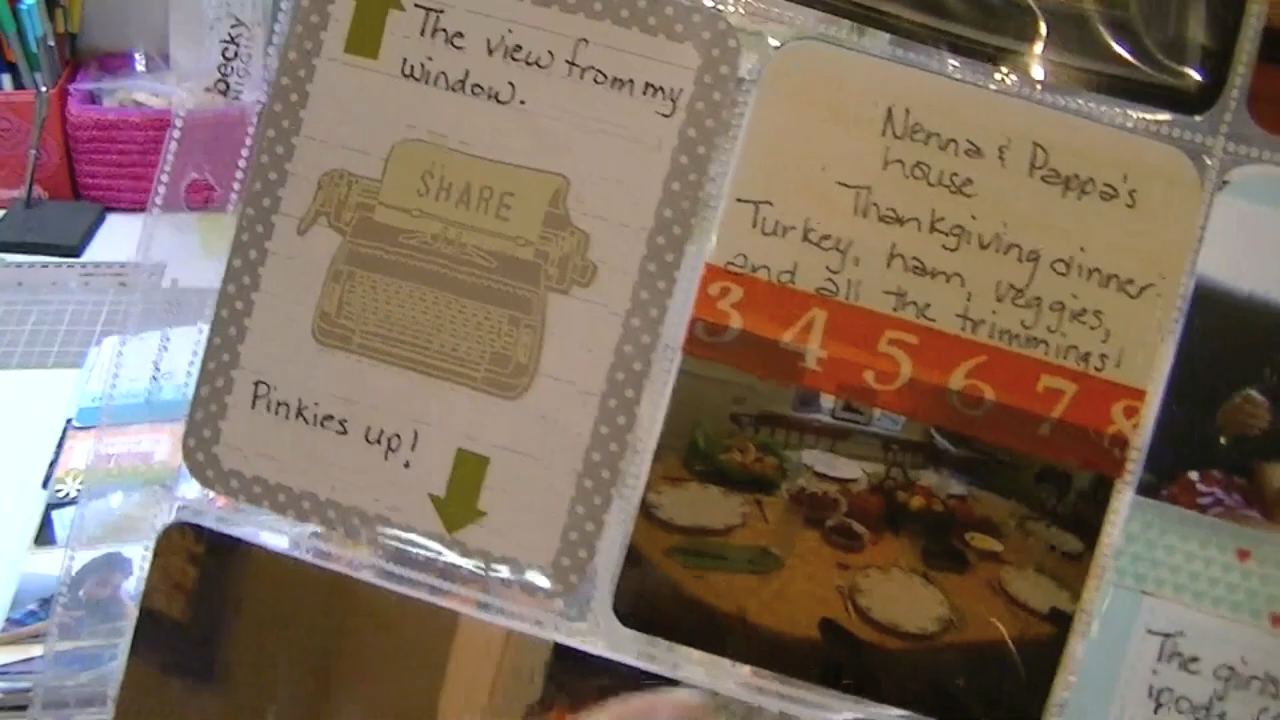 becky
The view from my
window.
SHARE
Pinkies up!
Nenna & Pappa's
house
Thankgiving dinner:
Turkey, ham, veggies,
and all the trimmings!
3 4 5 6 7 8
The girls